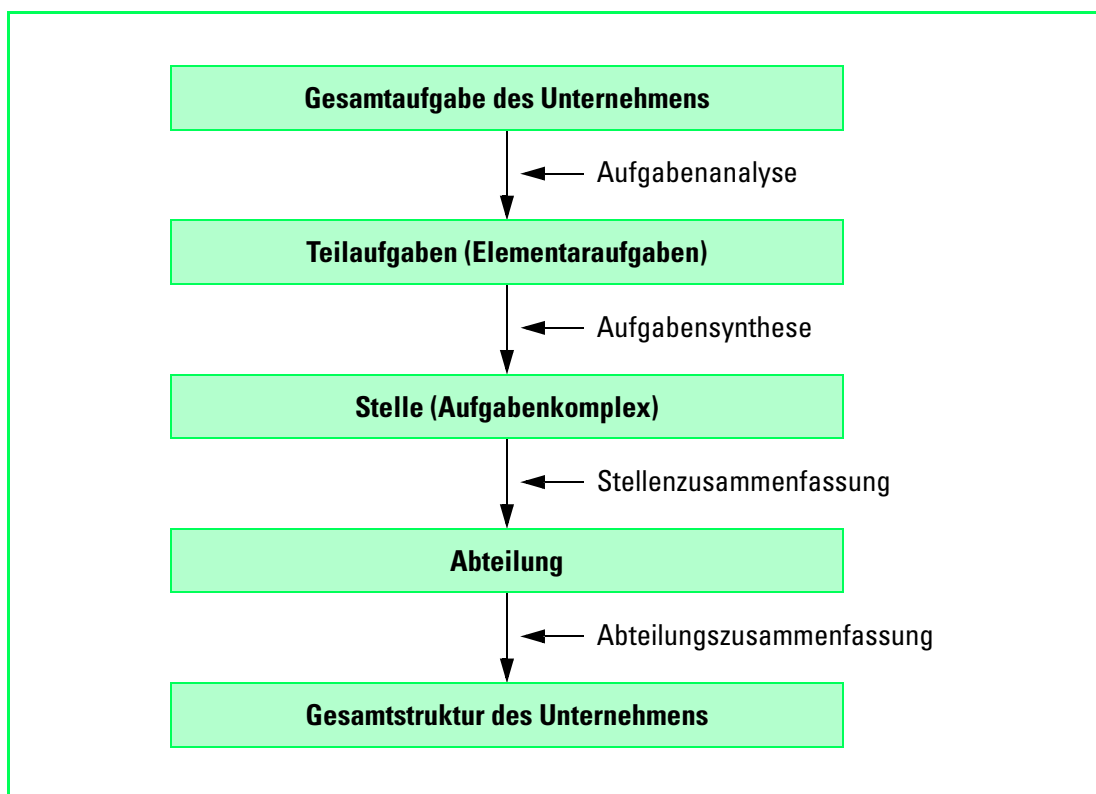 Gesamtaufgabe des Unternehmens
Aufgabenanalyse
Teilaufgaben (Elementaraufgaben)
Aufgabensynthese
Stelle (Aufgabenkomplex)
Stellenzusammenfassung
Abteilung
Abteilungszusammenfassung
Gesamtstruktur des Unternehmens